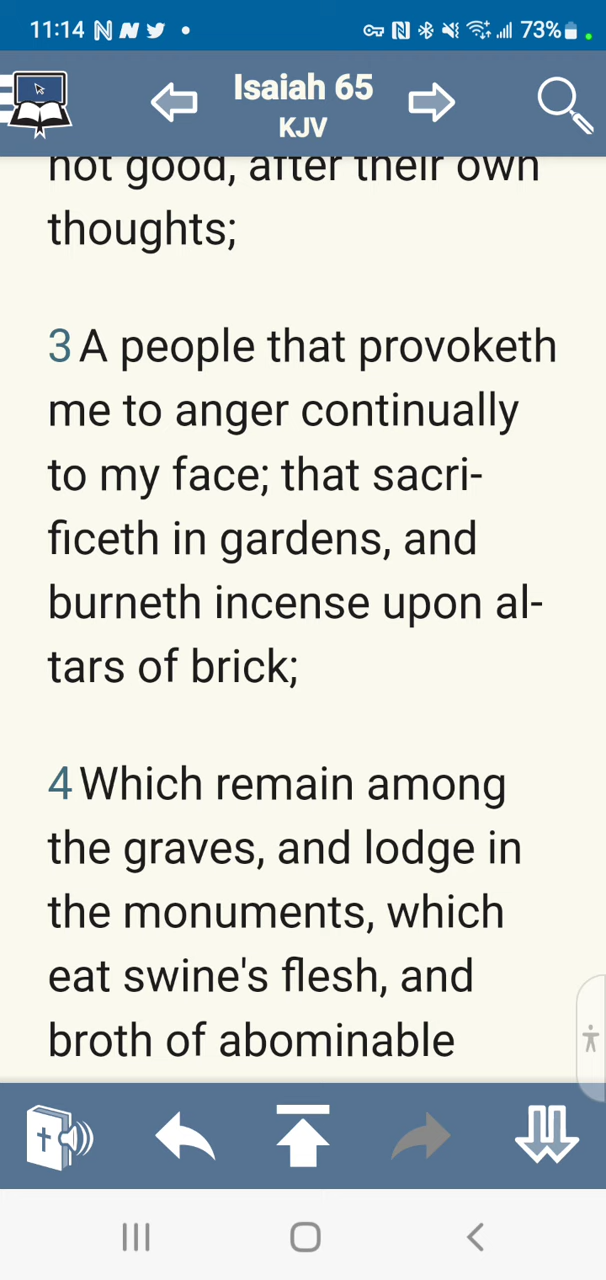 11:14
73%
Isaiah 65
KJV
not good, after their own
thoughts;
3 A people that provoketh
me to anger continually
to my face; that sacri-
ficeth in gardens, and
burneth incense upon al-
tars of brick;
4 Which remain among
the graves, and lodge in
the monuments, which
eat swine's flesh, and
broth of abominable